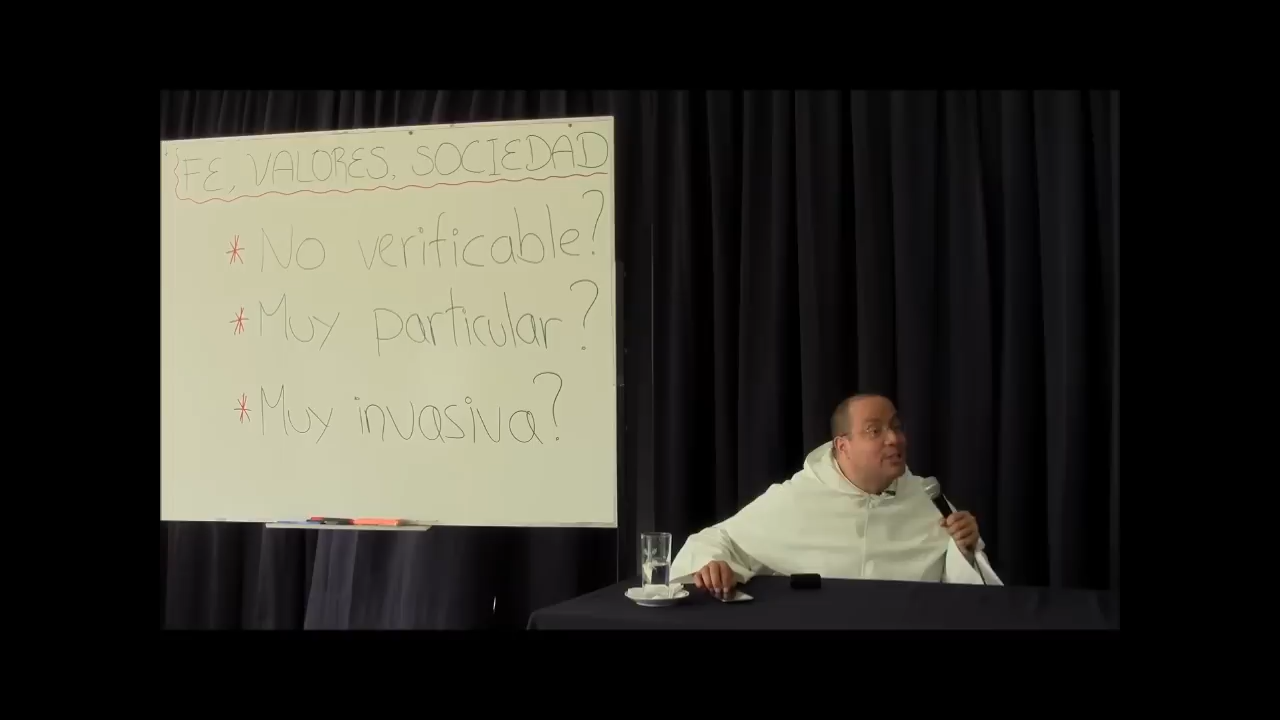 FE, VALORES, SOCIEDAD
* No verificable?
* Muy particular?
* Muy invasiva?